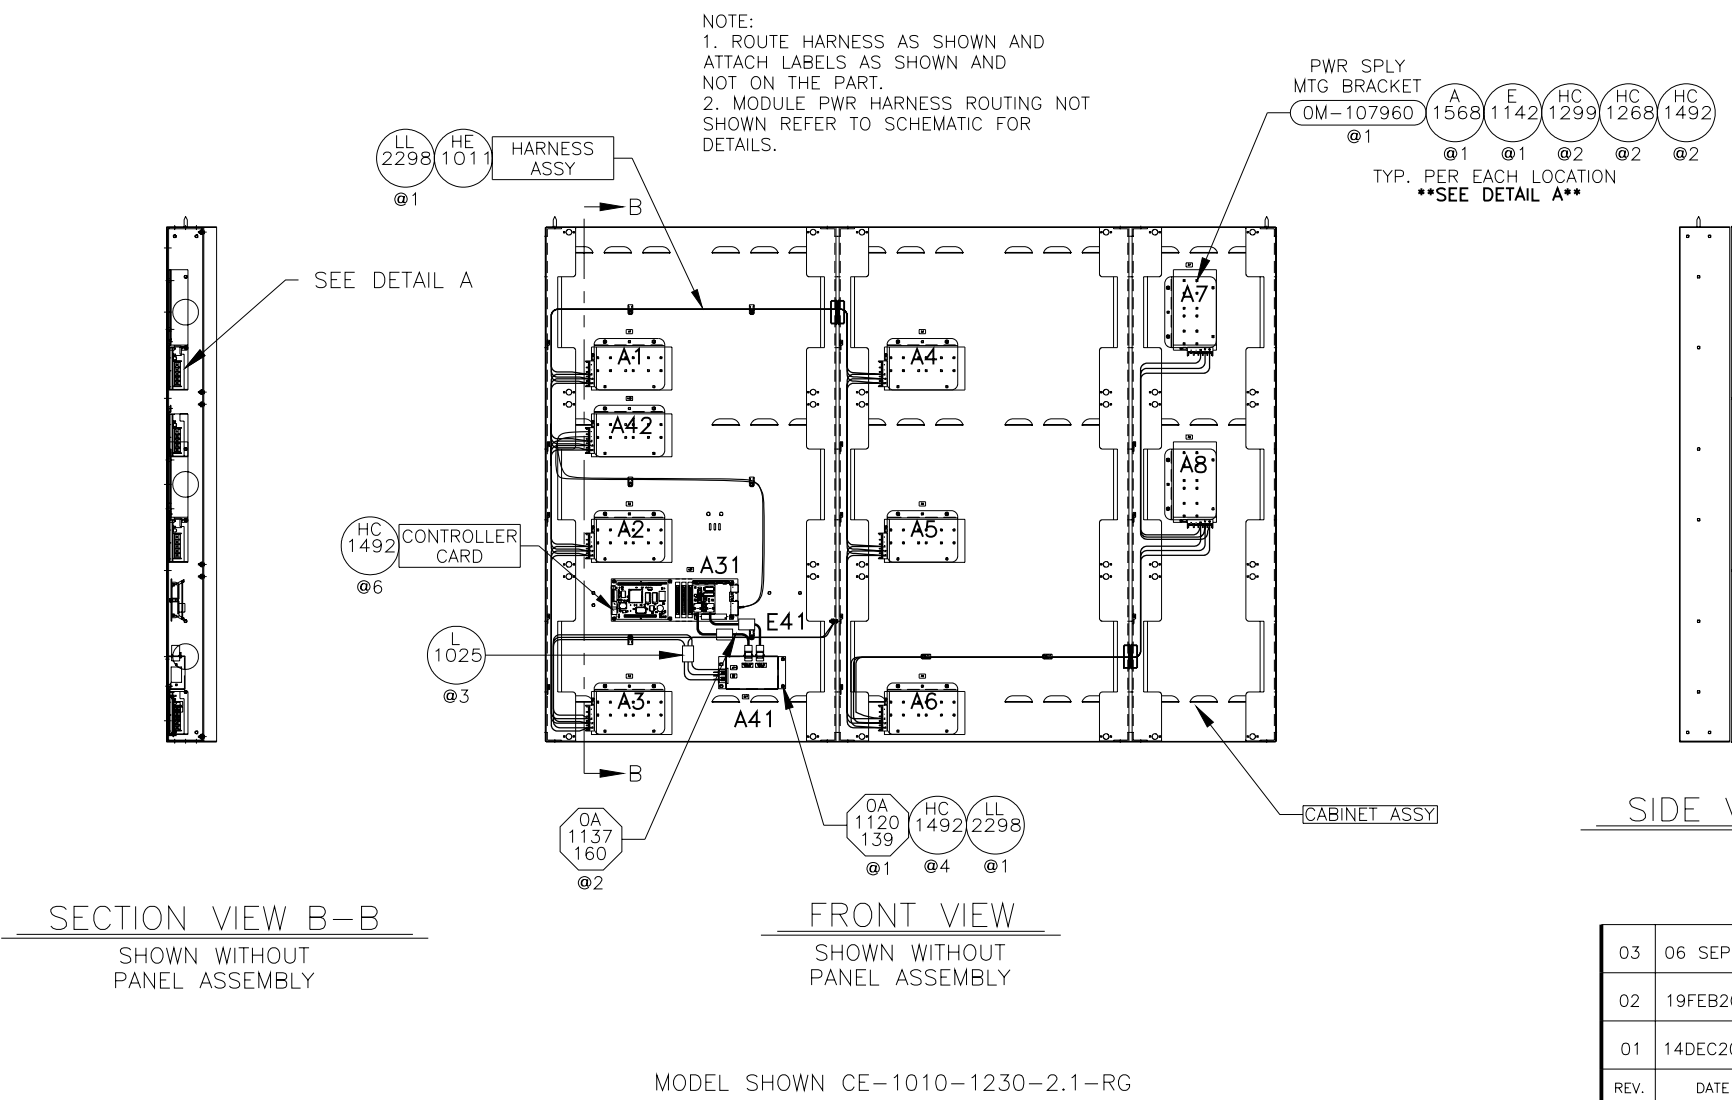 NOTE:
1. ROUTE HARNESS AS SHOWN AND
ATTACH LABELS AS SHOWN AND
NOT ON THE PART.
2. MODULE PWR HARNESS ROUTING NOT
SHOWN REFER TO SCHEMATIC FOR
DETAILS.
PWR SPLY
MTG BRACKET
0M-107960
@1
A
1568
@1
E
1142
@1
HC
1299
@2
HC
1268
@2
HC
1492
@2
TYP. PER EACH LOCATION
**SEE DETAIL A**
LL
2298
@1
HE
1011
HARNESS
ASSY
B
SEE DETAIL A
A1
A4
A7
A42
A8
A2
A5
HC
1492
@6
CONTROLLER
CARD
A31
E41
L
1025
@3
A3
A41
A6
B
0A
1137
160
@2
0A
1120
139
@1
HC
1492
@4
LL
2298
@1
CABINET ASSY
SIDE
SECTION VIEW B-B
SHOWN WITHOUT
PANEL ASSEMBLY
FRONT VIEW
SHOWN WITHOUT
PANEL ASSEMBLY
03 06 SEP
02 19FEB20
01 14DEC20
REV. DATE
MODEL SHOWN CE-1010-1230-2.1-RG